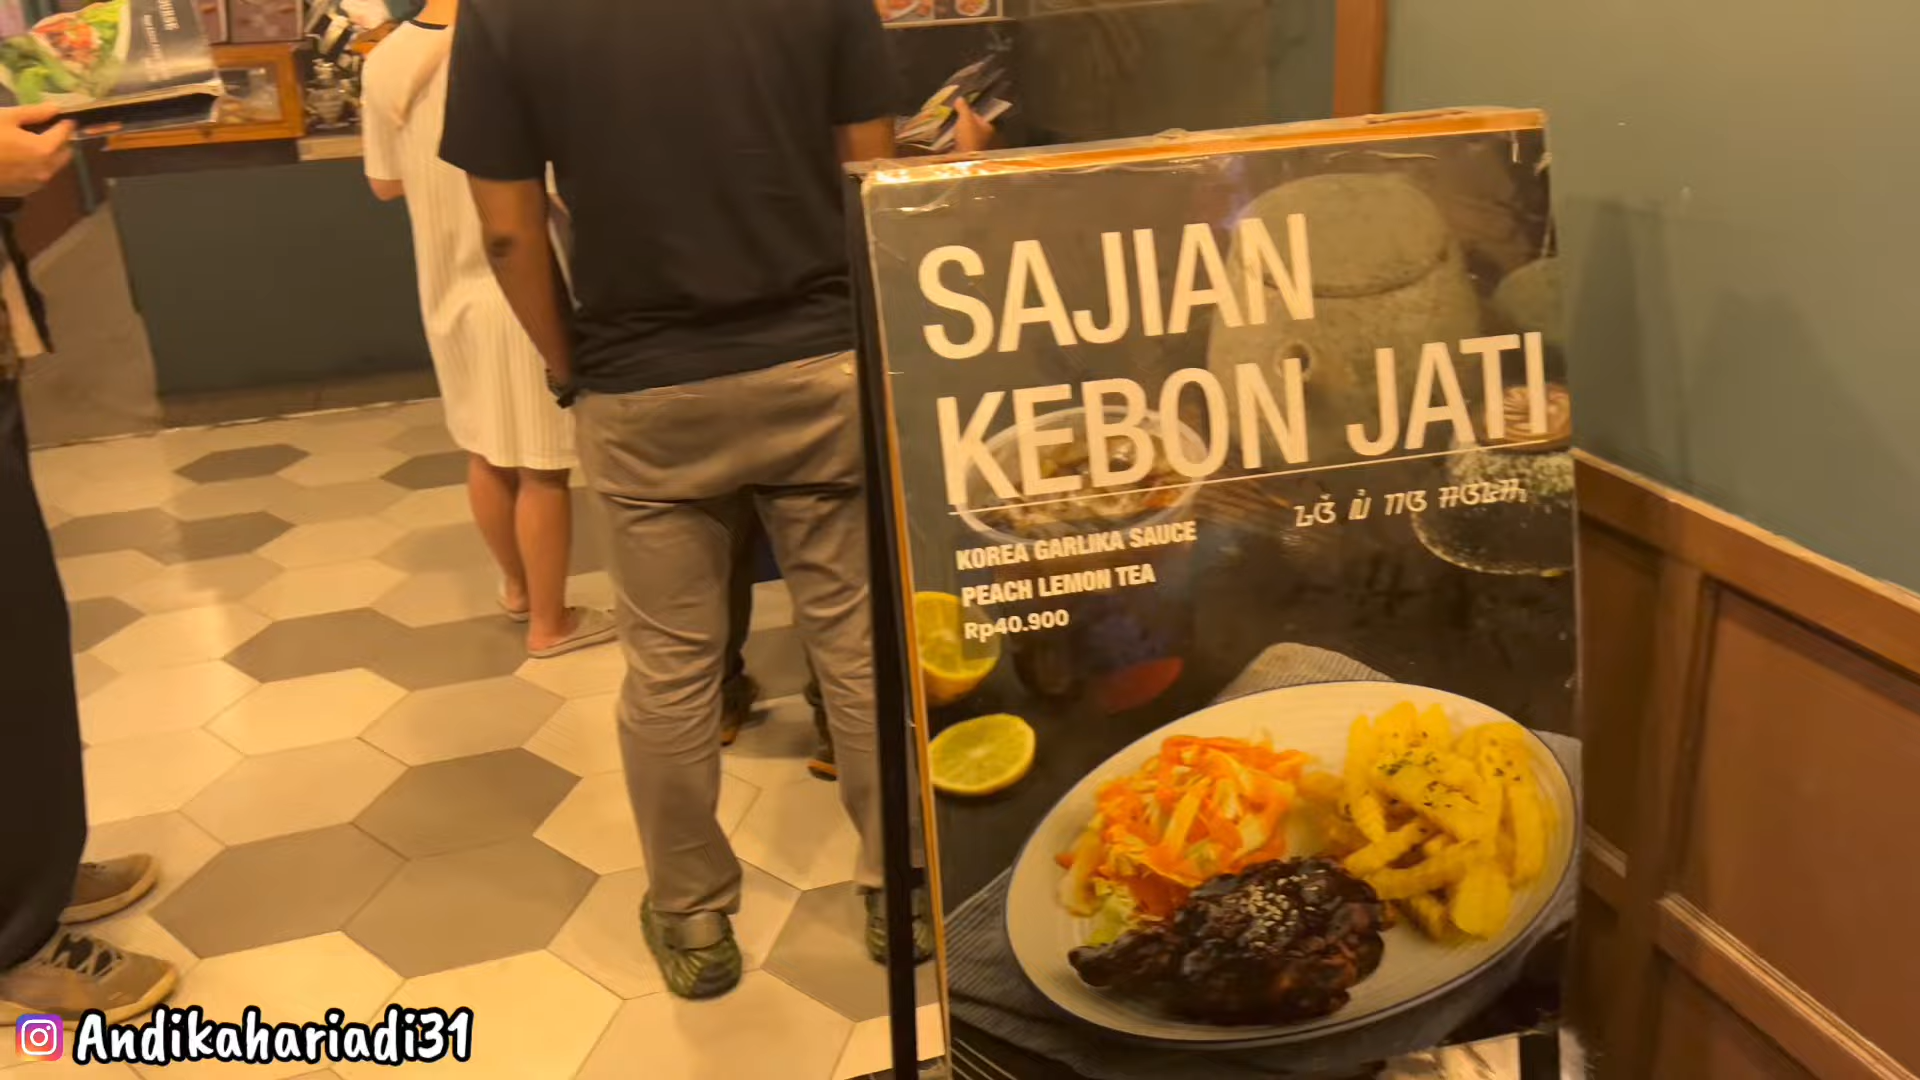 SAJIAN
KEBON JATI
KOREA GARLIKA SAUCE
PEACH LEMON TEA
Rp40.900
Andikahariadi31